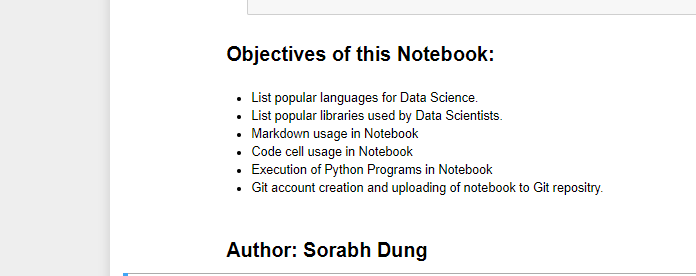 Objectives of this Notebook:
List popular languages for Data Science.
List popular libraries used by Data Scientists.
Markdown usage in Notebook
Code cell usage in Notebook
Execution of Python Programs in Notebook
Git account creation and uploading of notebook to Git repositry.
Author: Sorabh Dung